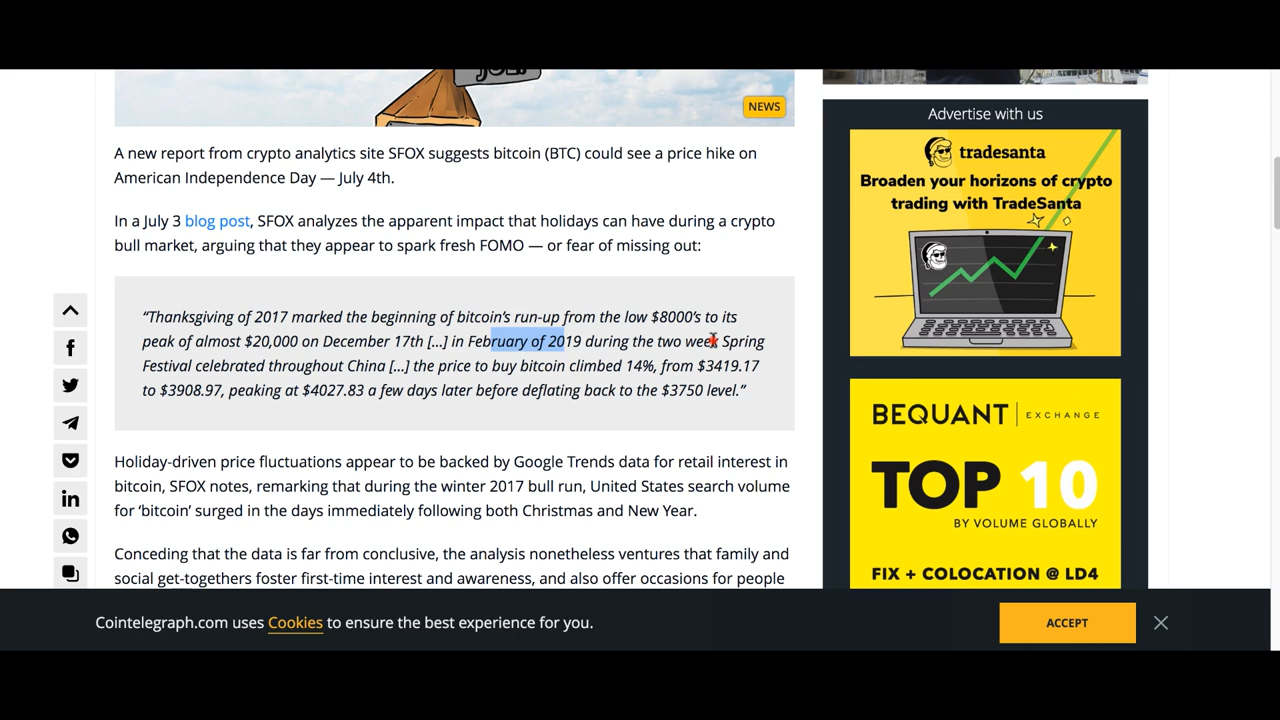 JULY
NEWS
A new report from crypto analytics site SFOX suggests bitcoin (BTC) could see a price hike on
American Independence Day — July 4th.
In a July 3 blog post, SFOX analyzes the apparent impact that holidays can have during a crypto
bull market, arguing that they appear to spark fresh FOMO — or fear of missing out:
“Thanksgiving of 2017 marked the beginning of bitcoin’s run-up from the low $8000’s to its
peak of almost $20,000 on December 17th [...] in February of 2019 during the two week Spring
Festival celebrated throughout China [...] the price to buy bitcoin climbed 14%, from $3419.17
to $3908.97, peaking at $4027.83 a few days later before deflating back to the $3750 level.”
Holiday-driven price fluctuations appear to be backed by Google Trends data for retail interest in
bitcoin, SFOX notes, remarking that during the winter 2017 bull run, United States search volume
for ‘bitcoin’ surged in the days immediately following both Christmas and New Year.
Conceding that the data is far from conclusive, the analysis nonetheless ventures that family and
social get-togethers foster first-time interest and awareness, and also offer occasions for people
Advertise with us
tradesanta
Broaden your horizons of crypto
trading with TradeSanta
BEQUANT | EXCHANGE
TOP 10
BY VOLUME GLOBALLY
FIX + COLOCATION @ LD4
Cointelegraph.com uses Cookies to ensure the best experience for you.
ACCEPT